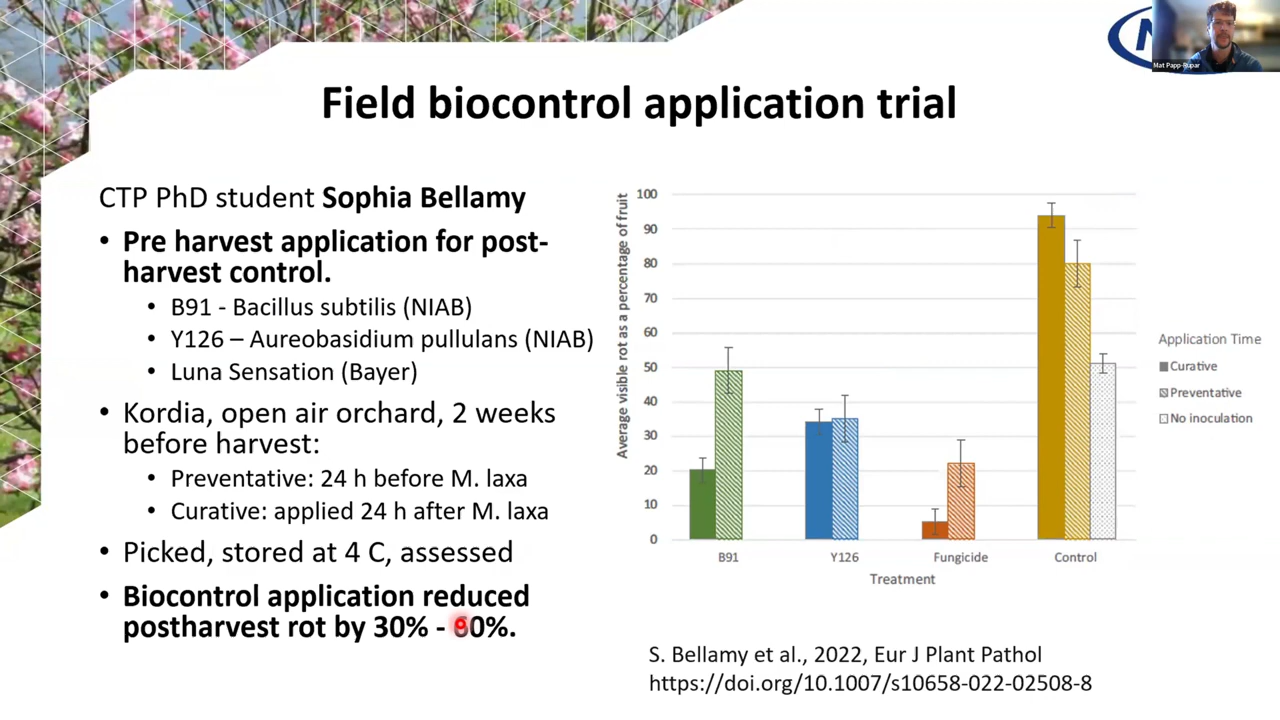 Mat Papp-Rupar
Field biocontrol application trial
CTP PhD student Sophia Bellamy
• Pre harvest application for post-
harvest control.
• B91 - Bacillus subtilis (NIAB)
• Y126 – Aureobasidium pullulans (NIAB)
• Luna Sensation (Bayer)
• Kordia, open air orchard, 2 weeks
before harvest:
• Preventative: 24 h before M. laxa
• Curative: applied 24 h after M. laxa
• Picked, stored at 4 C, assessed
• Biocontrol application reduced
postharvest rot by 30% - 60%.
Average visible rot as a percentage of fruit
100
90
80
70
60
50
40
30
20
10
0
B91 Y126 Fungicide Control
Treatment
Application Time
Curative
Preventative
No inoculation
S. Bellamy et al., 2022, Eur J Plant Pathol
https://doi.org/10.1007/s10658-022-02508-8